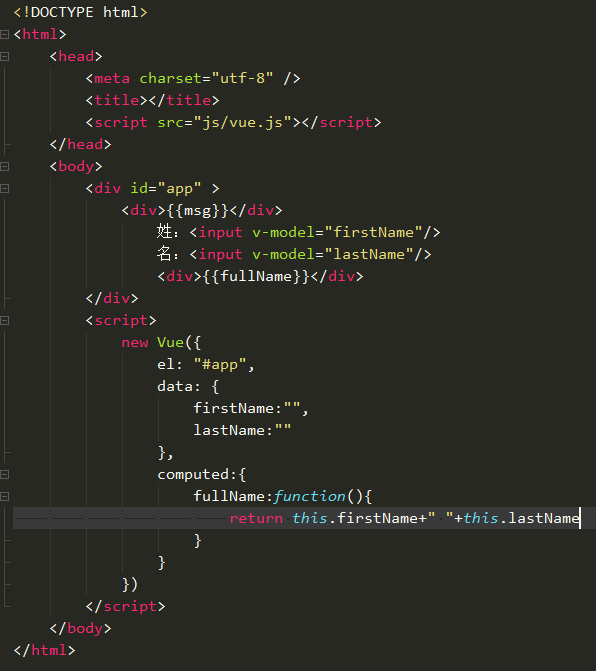 <!DOCTYPE html>
<html>
<head>
<meta charset="utf-8" />
<title></title>
<script src="js/vue.js"></script>
</head>
<body>
<div id="app" >
<div>{{msg}}</div>
姓：<input v-model="firstName"/>
名：<input v-model="lastName"/>
<div>{{fullName}}</div>
</div>
<script>
new Vue({
el: "#app",
data: {
firstName:"",
lastName:""
},
computed:{
fullName:function(){
return this.firstName+" "+this.lastName
}
}
})
</script>
</body>
</html>